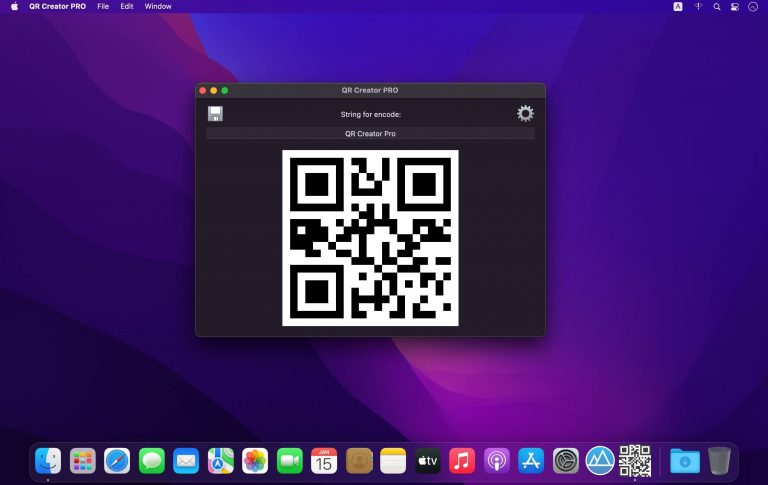 QR Creator PRO File Edit Window A
QR Creator PRO
String for encode:
QR Creator Pro
JAN
15
tv